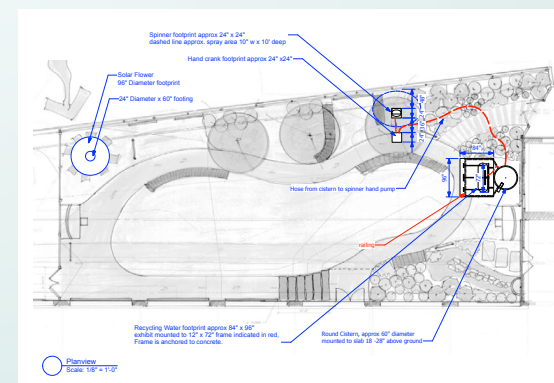 Spinner footprint approx 24" x 24"
dashed line approx. spray area 10" w x 10' deep
Hand crank footprint approx 24" x24"
Solar Flower
96" Diameter footprint
24" Diameter x 60" footing
84"
96"
72"
Hose from cistern to spinner hand pump
railing
Recycling Water footprint approx 84" x 96"
exhibit mounted to 12" x 72" frame indicated in red.
Frame is anchored to concrete.
Round Cistern, approx 60" diameter
mounted to slab 18 -28" above ground
Planview
Scale: 1/8" = 1'-0"